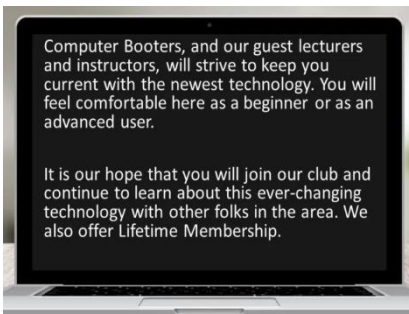 Computer Booters, and our guest lecturers
and instructors, will strive to keep you
current with the newest technology. You will
feel comfortable here as a beginner or as an
advanced user.
It is our hope that you will join our club and
continue to learn about this ever-changing
technology with other folks in the area. We
also offer Lifetime Membership.